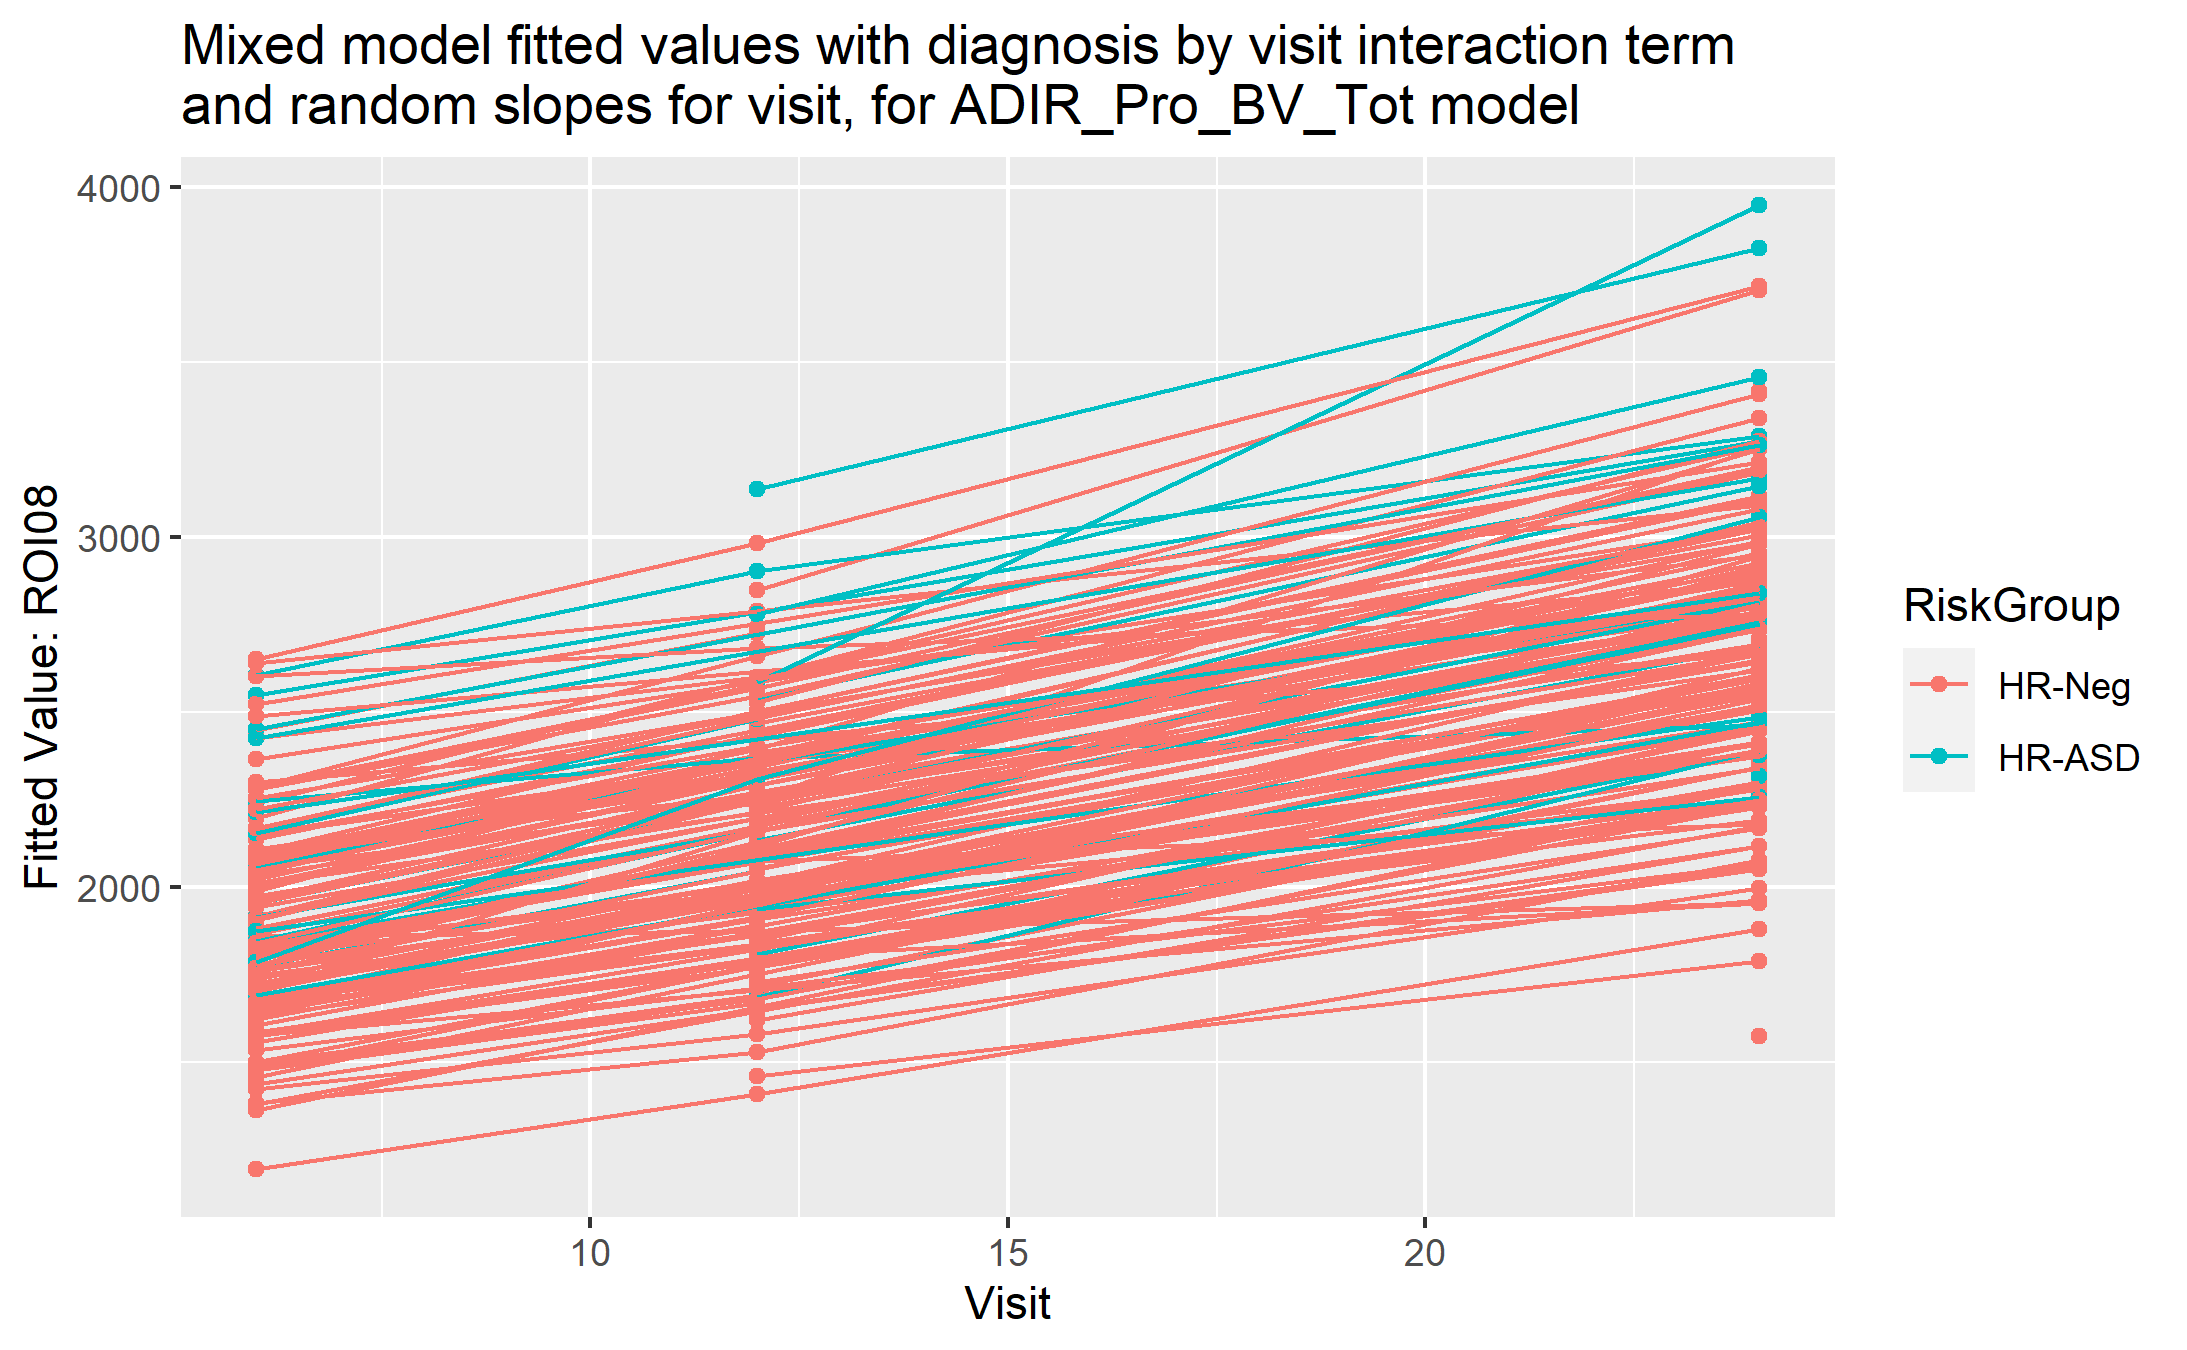 Mixed model fitted values with diagnosis by visit interaction term
and random slopes for visit, for ADIR_Pro_BV_Tot model
4000
3000
2000
Fitted Value: ROI08
10
15
20
Visit
RiskGroup
HR-Neg
HR-ASD